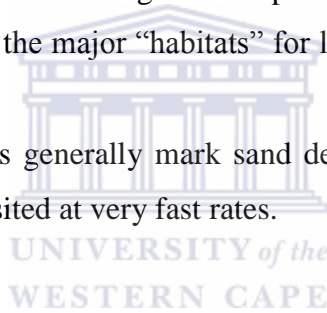 the major “habitats” for l
s generally mark sand de
sited at very fast rates.
UNIVERSITY of the
WESTERN CAPE